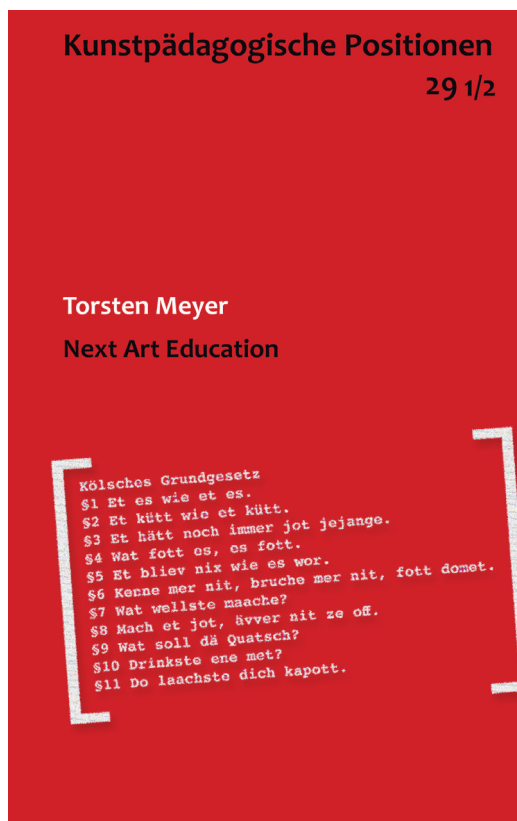 Kunstpädagogische Positionen
29 1/2
Torsten Meyer
Next Art Education
Kölsches Grundgesetz
§1 Et es wie et es.
§2 Et kütt wie et kütt.
§3 Et hätt noch immer jot jejange.
§4 Wat fott es, es fott.
§5 Et bliev nix wie es wor.
§6 Kenne mer nit, bruche mer nit, fott domet.
§7 Wat wellste maache?
§8 Mach et jot, ävver nit ze off.
§9 Wat soll dä Quatsch?
§10 Drinkste ene met?
§11 Do laachste dich kapott.